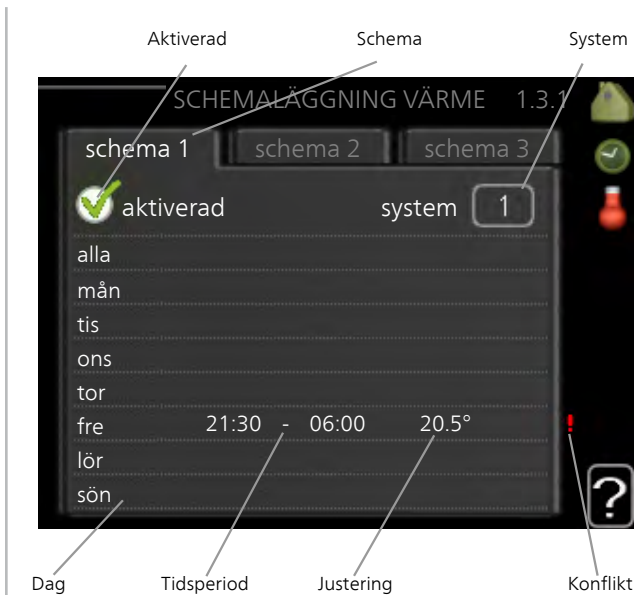 Aktiverad Schema System
SCHEMALÄGGNING VÄRME 1.3.1
schema 1 schema 2 schema 3
aktiverad system 1
alla
mån
tis
ons
tor
fre 21:30 - 06:00 20.5° !
lör
sön
?
Dag Tidsperiod Justering Konflikt